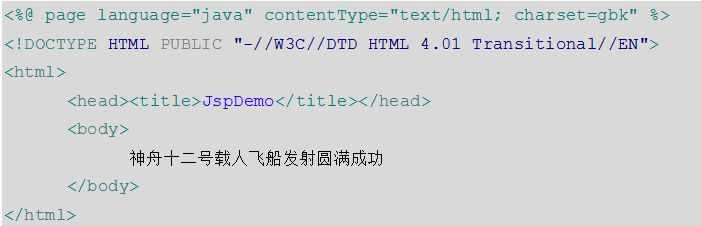 <%@ page language="java" contentType="text/html; charset=gbk" %>
<!DOCTYPE HTML PUBLIC "-//W3C//DTD HTML 4.01 Transitional//EN">
<html>
<head><title>JspDemo</title></head>
<body>
神舟十二号载人飞船发射圆满成功
</body>
</html>